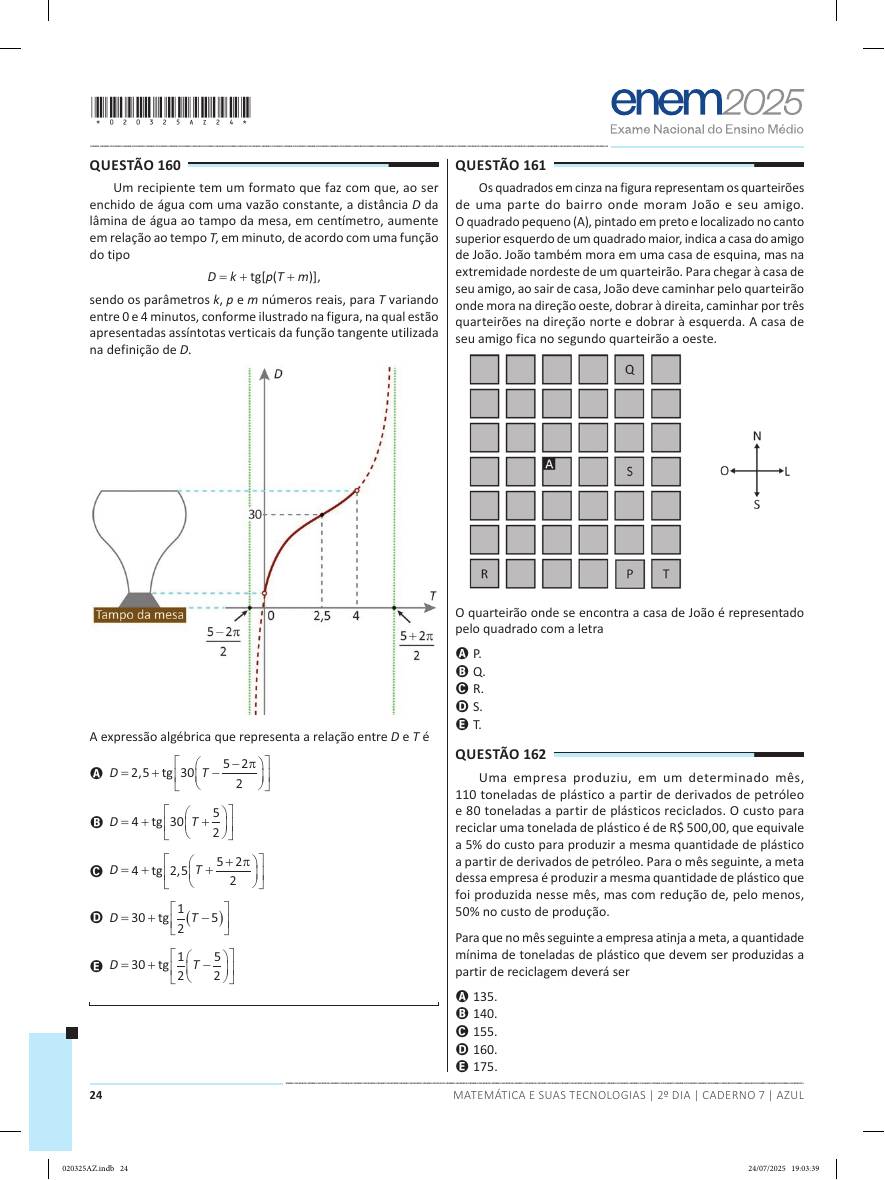 *020325AZ24*
enem2025
Exame Nacional do Ensino Médio
QUESTÃO 160
Um recipiente tem um formato que faz com que, ao ser
enchido de água com uma vazão constante, a distância D da
lâmina de água ao tampo da mesa, em centímetro, aumente
em relação ao tempo T, em minuto, de acordo com uma função
do tipo
D = k + tg[p(T + m)],
sendo os parâmetros k, p e m números reais, para T variando
entre 0 e 4 minutos, conforme ilustrado na figura, na qual estão
apresentadas assíntotas verticais da função tangente utilizada
na definição de D.
D
30
T
Tampo da mesa
0
2,5
4
5 − 2π
2
5 + 2π
2
A expressão algébrica que representa a relação entre D e T é
A D = 2,5 + tg[30(T − (5 − 2π)/2)]
B D = 4 + tg[30(T + 5/2)]
C D = 4 + tg[2,5(T + (5 + 2π)/2)]
D D = 30 + tg[1/2(T − 5)]
E D = 30 + tg[1/2(T − 5/2)]
QUESTÃO 161
Os quadrados em cinza na figura representam os quarteirões
de uma parte do bairro onde moram João e seu amigo.
O quadrado pequeno (A), pintado em preto e localizado no canto
superior esquerdo de um quadrado maior, indica a casa do amigo
de João. João também mora em uma casa de esquina, mas na
extremidade nordeste de um quarteirão. Para chegar à casa de
seu amigo, ao sair de casa, João deve caminhar pelo quarteirão
onde mora na direção oeste, dobrar à direita, caminhar por três
quarteirões na direção norte e dobrar à esquerda. A casa de
seu amigo fica no segundo quarteirão a oeste.
Q
A
S
R
P
T
N
O
L
S
O quarteirão onde se encontra a casa de João é representado
pelo quadrado com a letra
A P.
B Q.
C R.
D S.
E T.
QUESTÃO 162
Uma empresa produziu, em um determinado mês,
110 toneladas de plástico a partir de derivados de petróleo
e 80 toneladas a partir de plásticos reciclados. O custo para
reciclar uma tonelada de plástico é de R$ 500,00, que equivale
a 5% do custo para produzir a mesma quantidade de plástico
a partir de derivados de petróleo. Para o mês seguinte, a meta
dessa empresa é produzir a mesma quantidade de plástico que
foi produzida nesse mês, mas com redução de, pelo menos,
50% no custo de produção.
Para que no mês seguinte a empresa atinja a meta, a quantidade
mínima de toneladas de plástico que devem ser produzidas a
partir de reciclagem deverá ser
A 135.
B 140.
C 155.
D 160.
E 175.
24
MATEMÁTICA E SUAS TECNOLOGIAS | 2º DIA | CADERNO 7 | AZUL
020325AZ.indb 24
24/07/2025 19:03:39